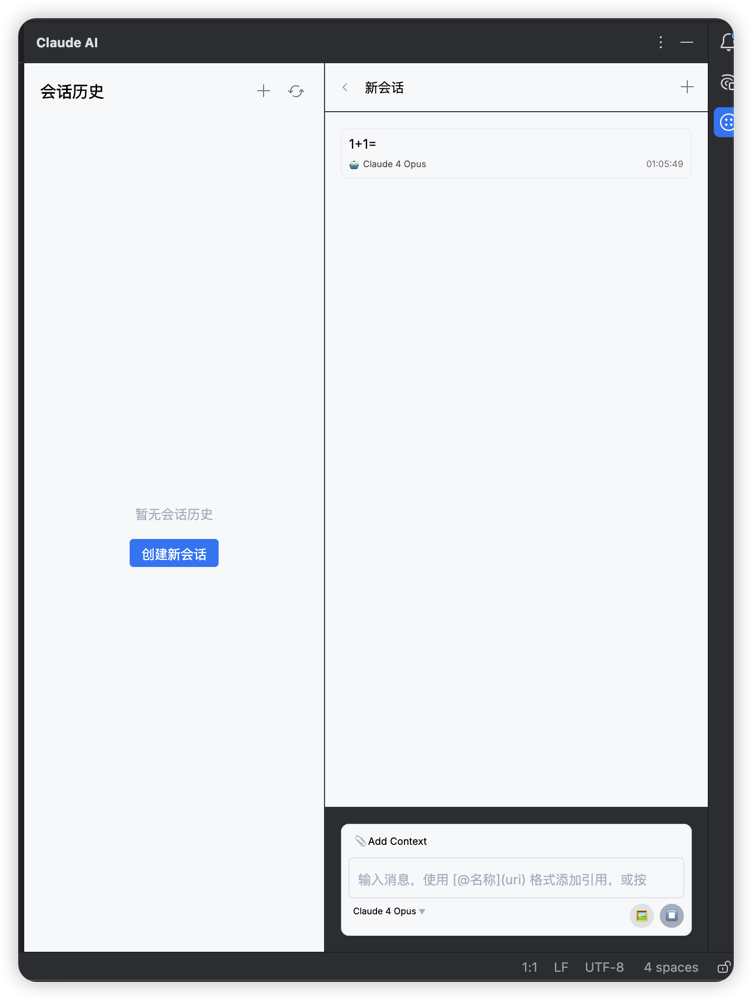 Claude AI
会话历史
新会话
1+1=
Claude 4 Opus
01:05:49
暂无会话历史
创建新会话
Add Context
输入消息，使用 [@名称](uri) 格式添加引用，或按
Claude 4 Opus
1:1 LF UTF-8 4 spaces